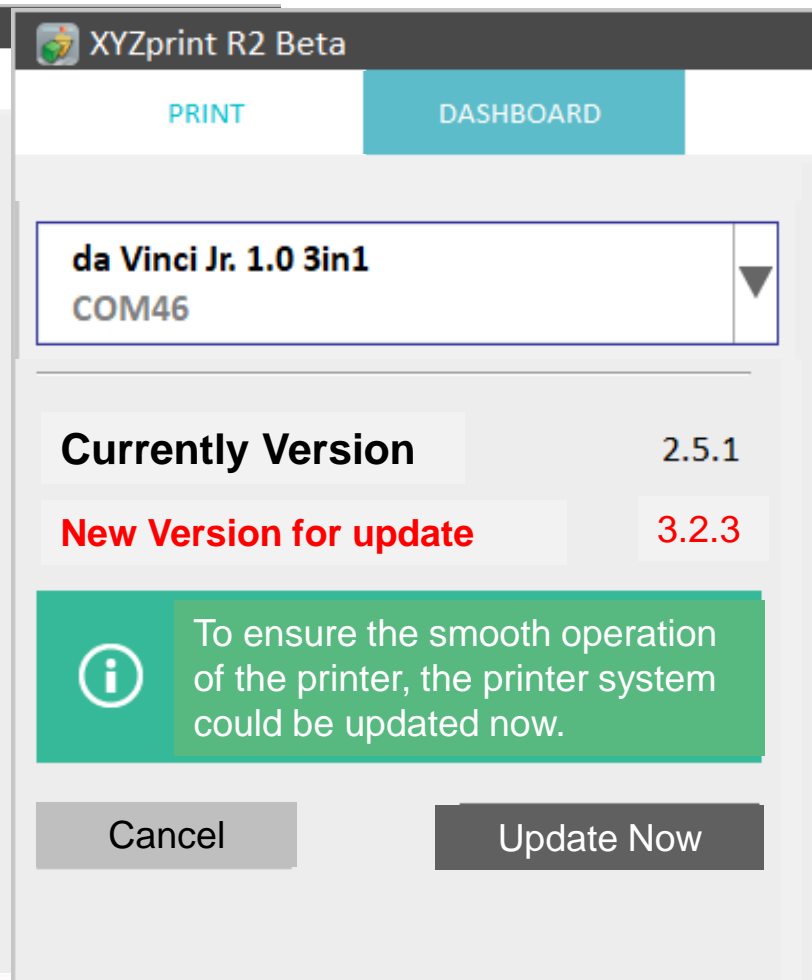 XYZprint R2 Beta
PRINT DASHBOARD
da Vinci Jr. 1.0 3in1
COM46
Currently Version 2.5.1
New Version for update 3.2.3
To ensure the smooth operation
of the printer, the printer system
could be updated now.
Cancel Update Now